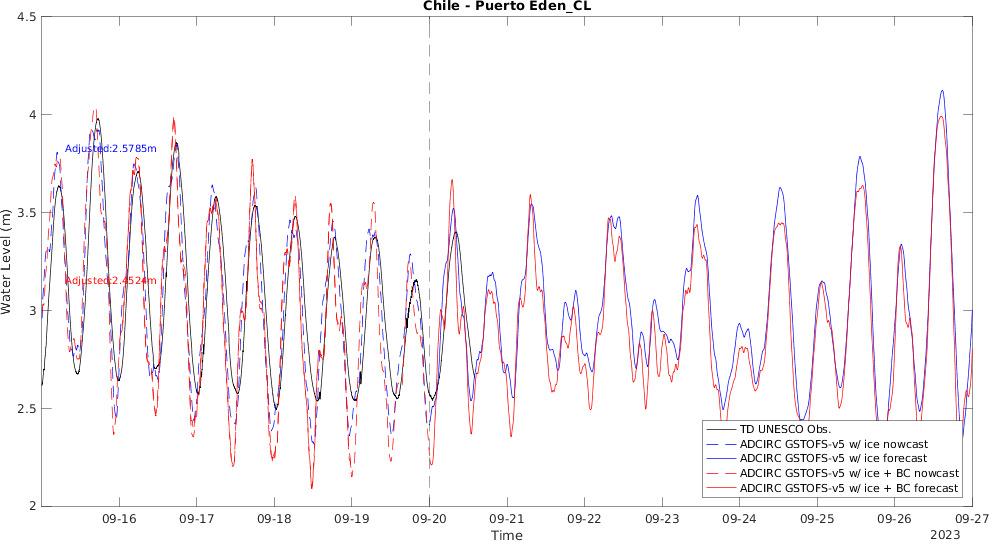 Chile - Puerto Eden_CL
4.5
4
3.5
3
2.5
2
Water Level (m)
Adjusted:2.5785m
Adjusted:2.4524m
TD UNESCO Obs.
ADCIRC GSTOFS-v5 w/ ice nowcast
ADCIRC GSTOFS-v5 w/ ice forecast
ADCIRC GSTOFS-v5 w/ ice + BC nowcast
ADCIRC GSTOFS-v5 w/ ice + BC forecast
09-16 09-17 09-18 09-19 09-20 09-21 09-22 09-23 09-24 09-25 09-26 09-27
Time
2023